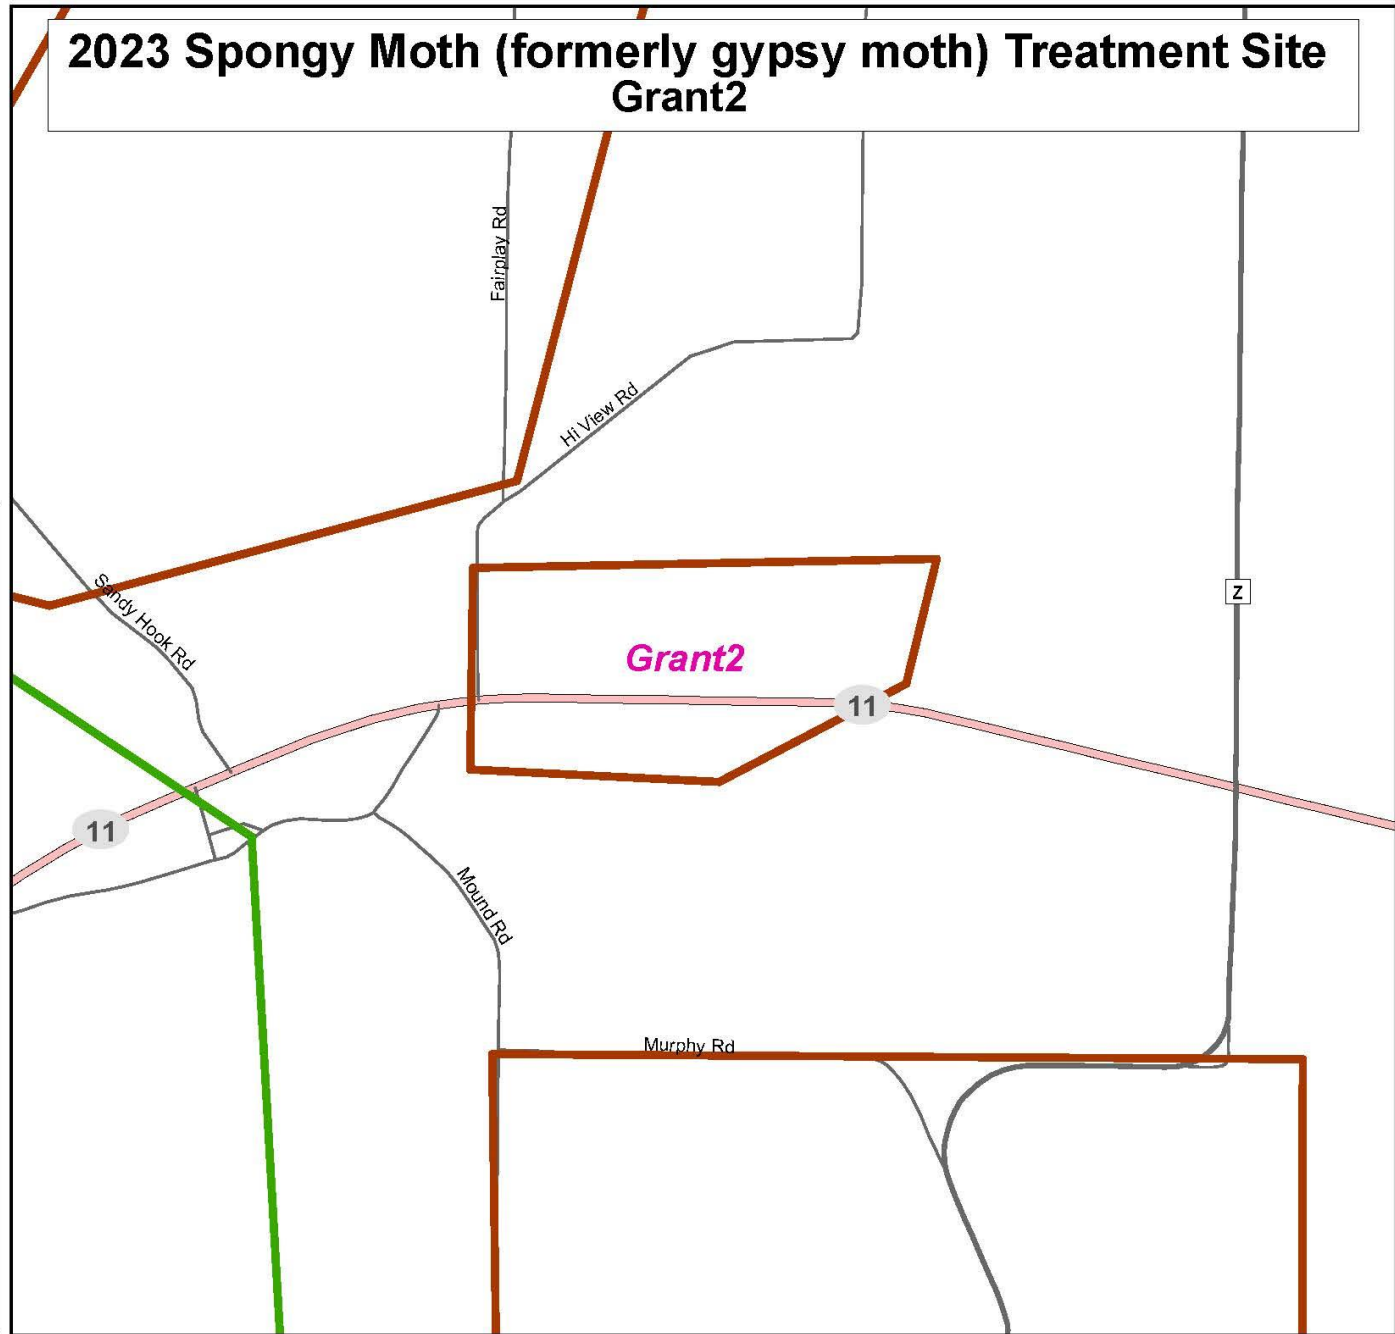 2023 Spongy Moth (formerly gypsy moth) Treatment Site
Grant2
Fairplay Rd
Hi View Rd
Sandy Hook Rd
Z
Grant2
11
11
Mound Rd
Murphy Rd